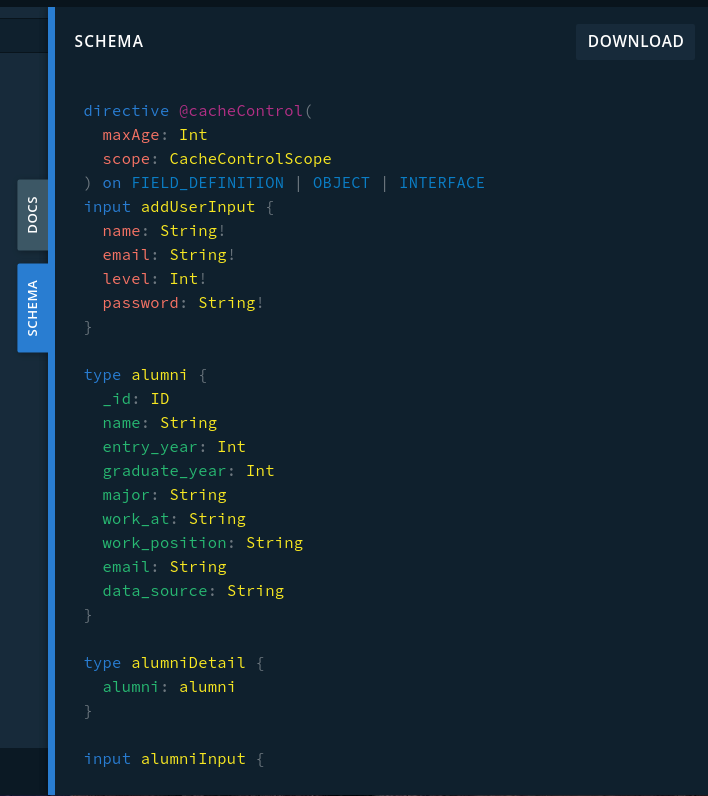 SCHEMA
DOWNLOAD
directive @cacheControl(
  maxAge: Int
  scope: CacheControlScope
) on FIELD_DEFINITION | OBJECT | INTERFACE
input addUserInput {
  name: String!
  email: String!
  level: Int!
  password: String!
}
type alumni {
  _id: ID
  name: String
  entry_year: Int
  graduate_year: Int
  major: String
  work_at: String
  work_position: String
  email: String
  data_source: String
}
type alumniDetail {
  alumni: alumni
}
input alumniInput {
DOCS
SCHEMA